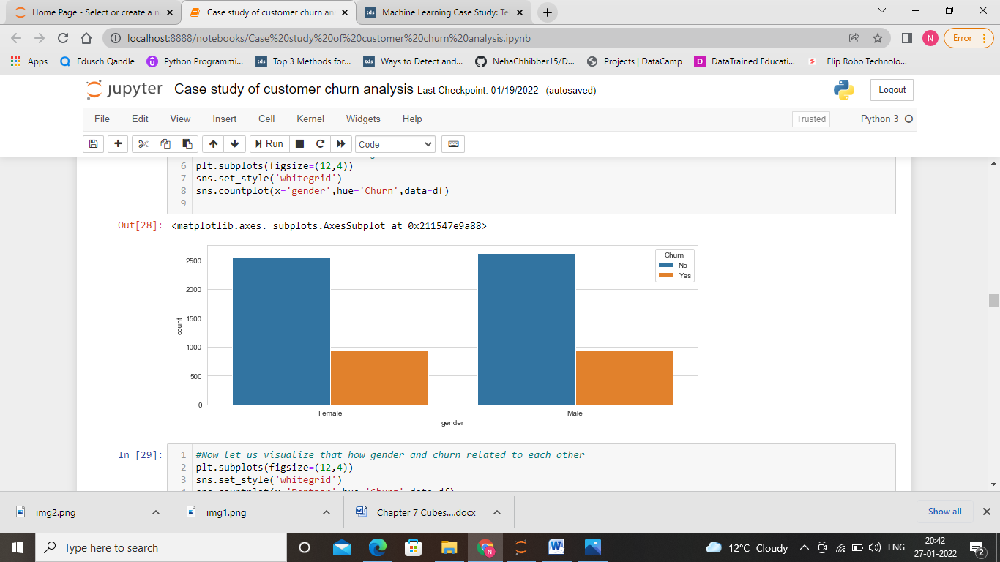 Home Page - Select or create a n
Case study of customer churn an
Machine Learning Case Study: Tel
localhost:8888/notebooks/Case%20study%20of%20customer%20churn%20analysis.ipynb
N
Error
Apps
Edusch Qandle
Python Programmi...
tds
Top 3 Methods for...
tds
Ways to Detect and...
NehaChhibber15/D...
Projects | DataCamp
D
DataTrained Educati...
Flip Robo Technolo...
jupyter
Case study of customer churn analysis Last Checkpoint: 01/19/2022 (autosaved)
Logout
File Edit View Insert Cell Kernel Widgets Help
Trusted
Python 3
Run
Code
6 plt.subplots(figsize=(12,4))
7 sns.set_style('whitegrid')
8 sns.countplot(x='gender',hue='Churn',data=df)
9
Out[28]: <matplotlib.axes._subplots.AxesSubplot at 0x211547e9a88>
Churn
No
Yes
2500
2000
1500
1000
500
0
count
Female
Male
gender
In [29]:
1 #Now let us visualize that how gender and churn related to each other
2 plt.subplots(figsize=(12,4))
3 sns.set_style('whitegrid')
img2.png
img1.png
Chapter 7 Cubes....docx
Show all
Type here to search
12°C Cloudy
ENG
20:42
27-01-2022
2